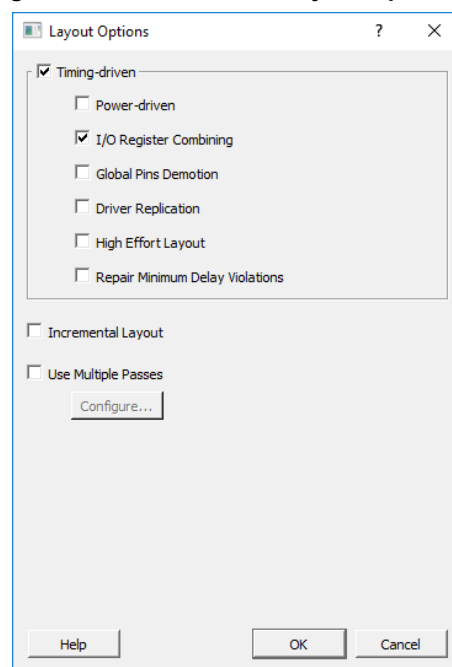 Layout Options ? ×
Timing-driven
Power-driven
I/O Register Combining
Global Pins Demotion
Driver Replication
High Effort Layout
Repair Minimum Delay Violations
Incremental Layout
Use Multiple Passes
Configure...
Help OK Cancel